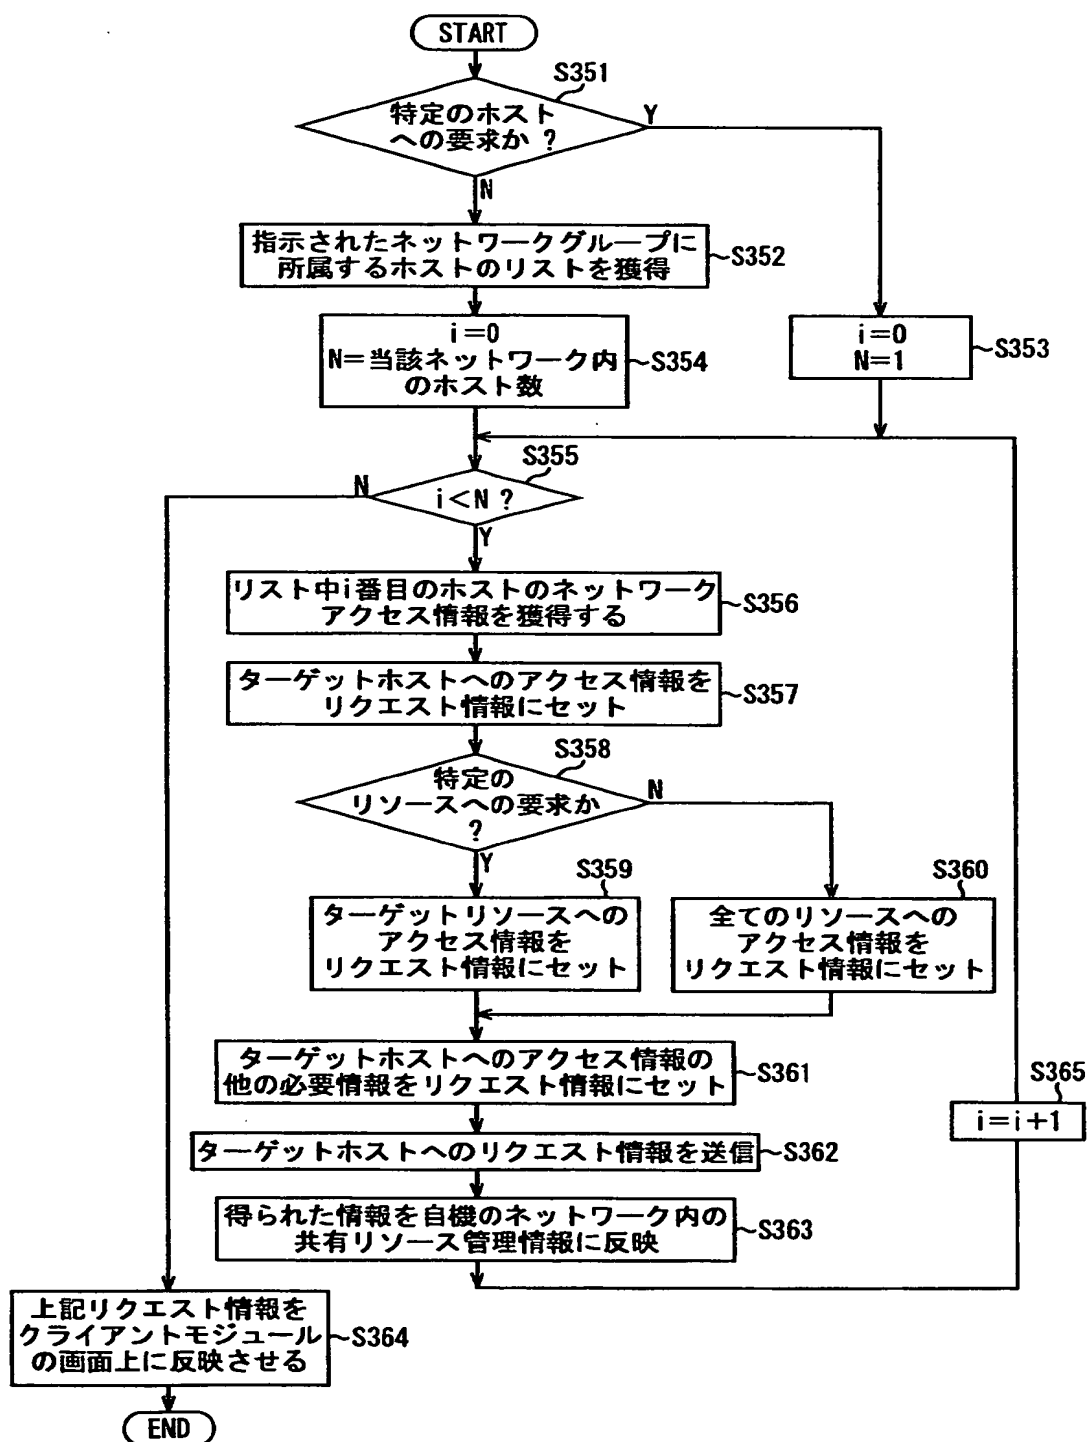 START
S351
特定のホスト
への要求か ?
Y
N
指示されたネットワークグループに
所属するホストのリストを獲得
S352
i=0
N=当該ネットワーク内
のホスト数
S354
i=0
N=1
S353
S355
N
i<N ?
Y
リスト中i番目のホストのネットワーク
アクセス情報を獲得する
S356
ターゲットホストへのアクセス情報を
リクエスト情報にセット
S357
S358
特定の
リソースへの要求か
?
N
Y
S359
ターゲットリソースへの
アクセス情報を
リクエスト情報にセット
S360
全てのリソースへの
アクセス情報を
リクエスト情報にセット
ターゲットホストへのアクセス情報の
他の必要情報をリクエスト情報にセット
S361
S365
i=i+1
ターゲットホストへのリクエスト情報を送信
S362
得られた情報を自機のネットワーク内の
共有リソース管理情報に反映
S363
上記リクエスト情報を
クライアントモジュール
の画面上に反映させる
S364
END